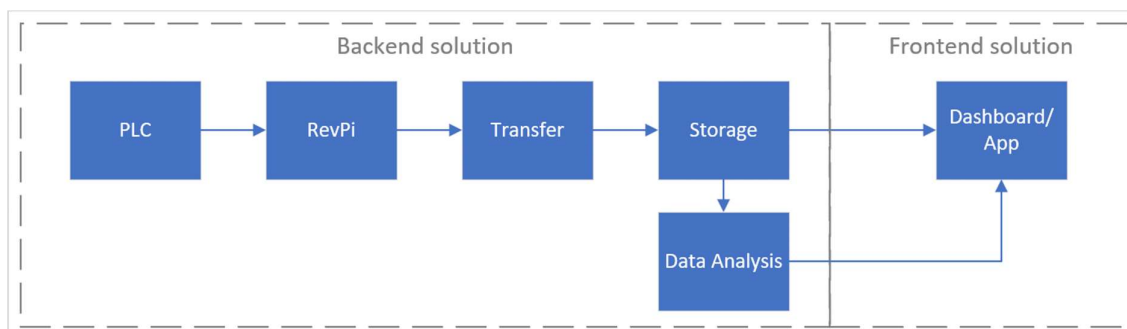 Backend solution
Frontend solution
PLC
RevPi
Transfer
Storage
Dashboard/
App
Data Analysis